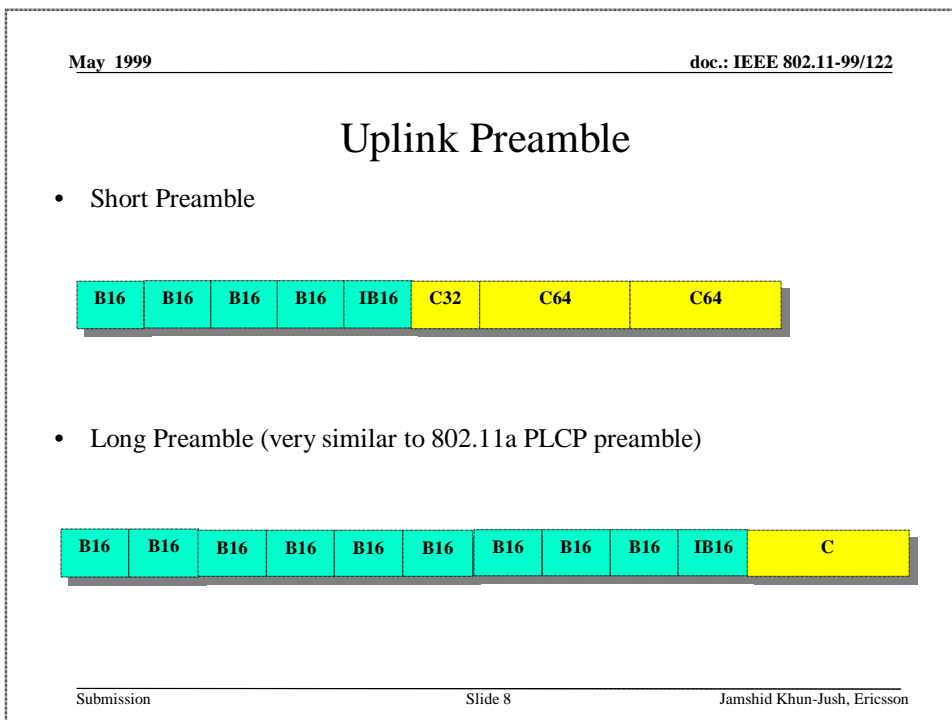 May 1999 doc.: IEEE 802.11-99/122
Uplink Preamble
• Short Preamble
B16 B16 B16 B16 IB16 C32 C64 C64
• Long Preamble (very similar to 802.11a PLCP preamble)
B16 B16 B16 B16 B16 B16 B16 B16 B16 IB16 C
Submission Slide 8 Jamshid Khun-Jush, Ericsson